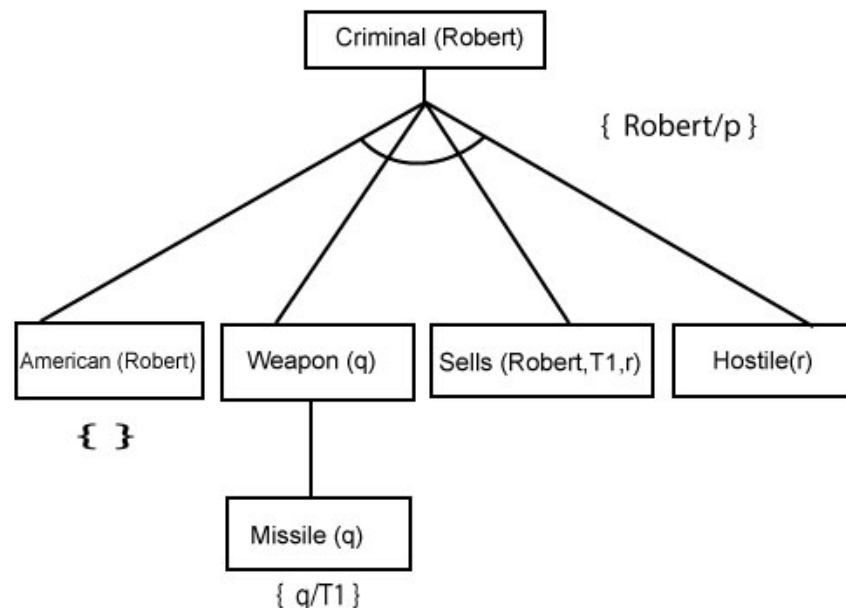 Criminal (Robert)
{ Robert/p }
American (Robert)
Weapon (q)
Sells (Robert,T1,r)
Hostile(r)
{ }
Missile (q)
{ q/T1 }